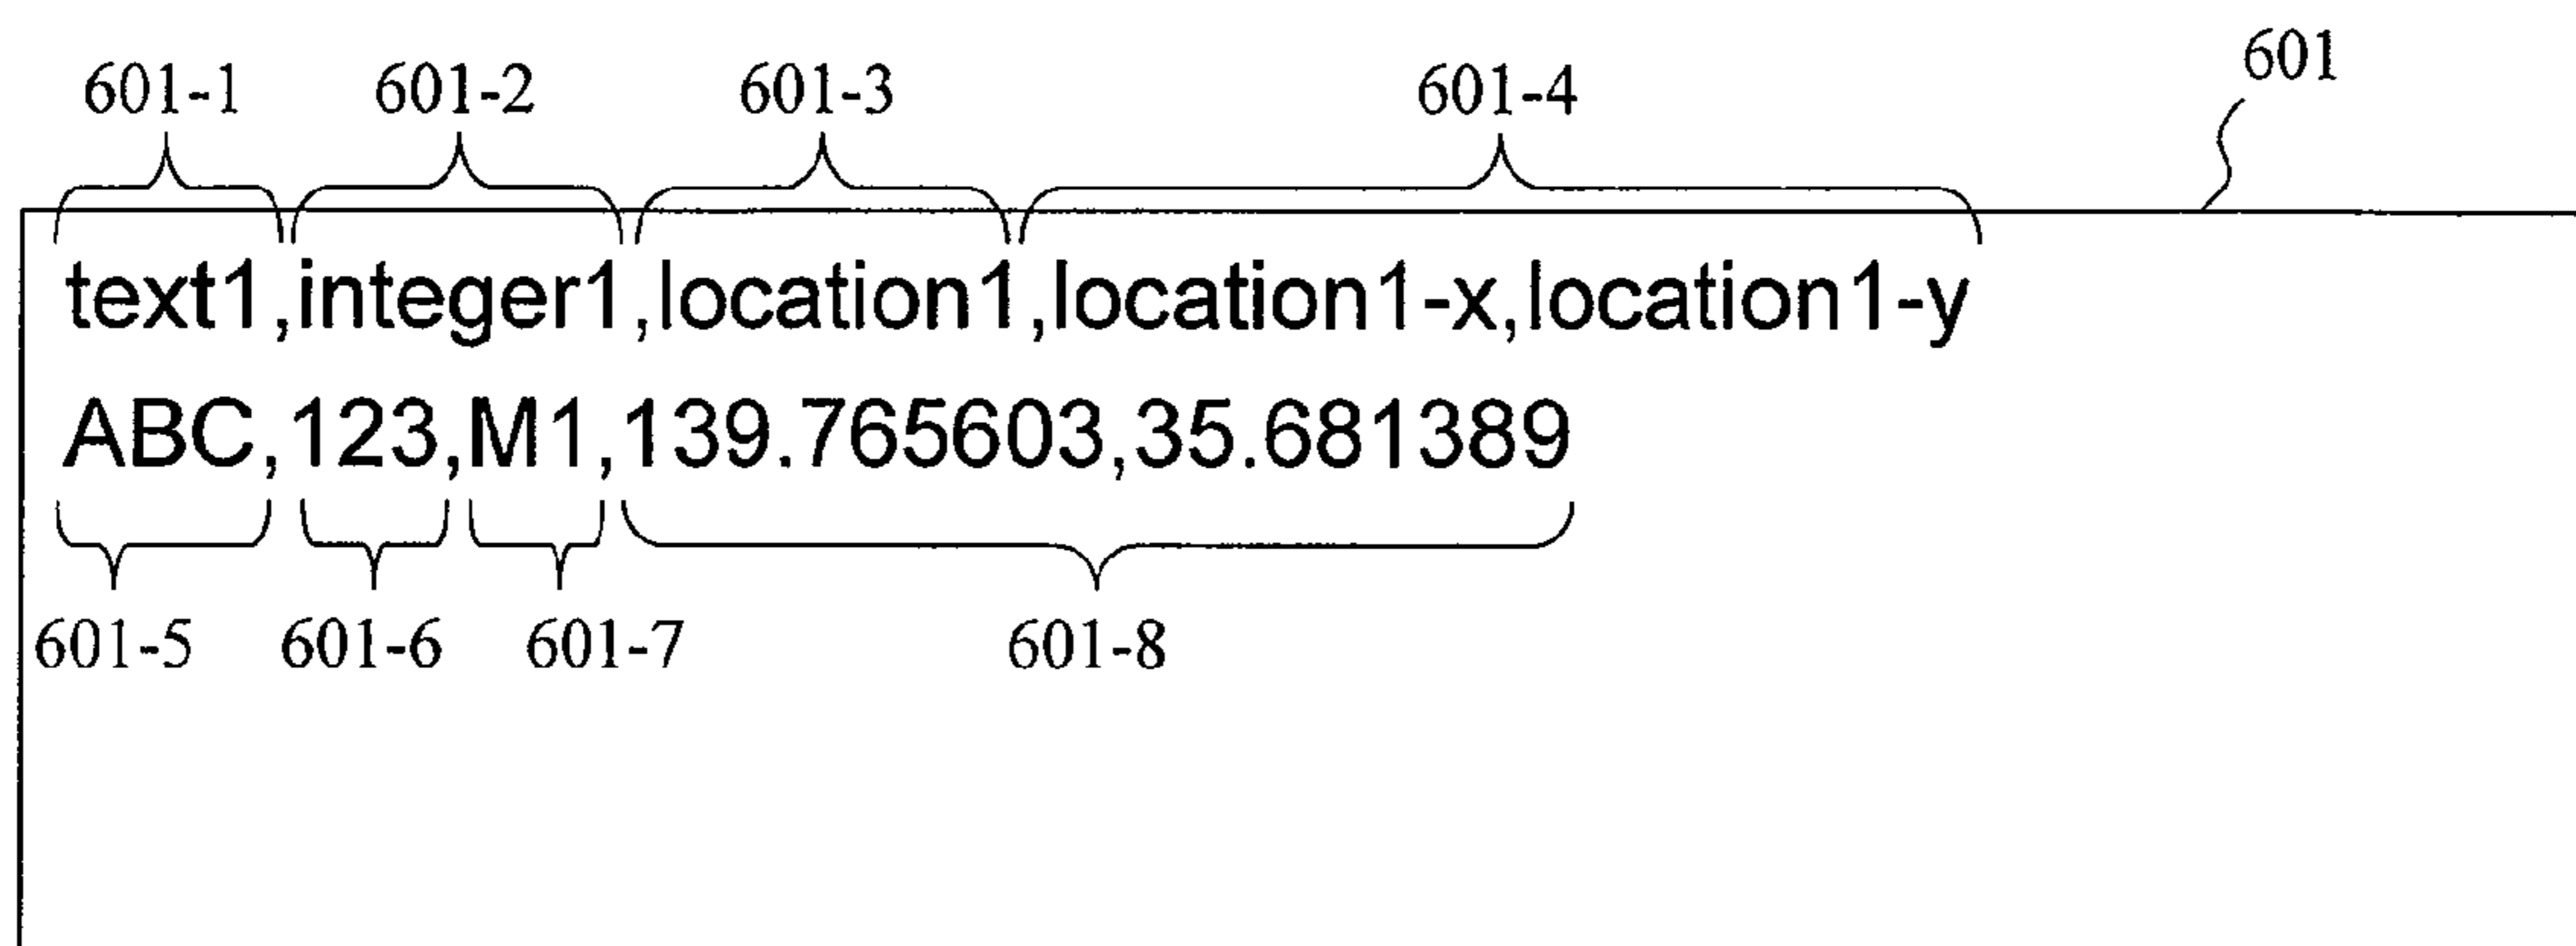 601
601-1 601-2 601-3 601-4
text1,integer1,location1,location1-x,location1-y
ABC,123,M1,139.765603,35.681389
601-5 601-6 601-7 601-8